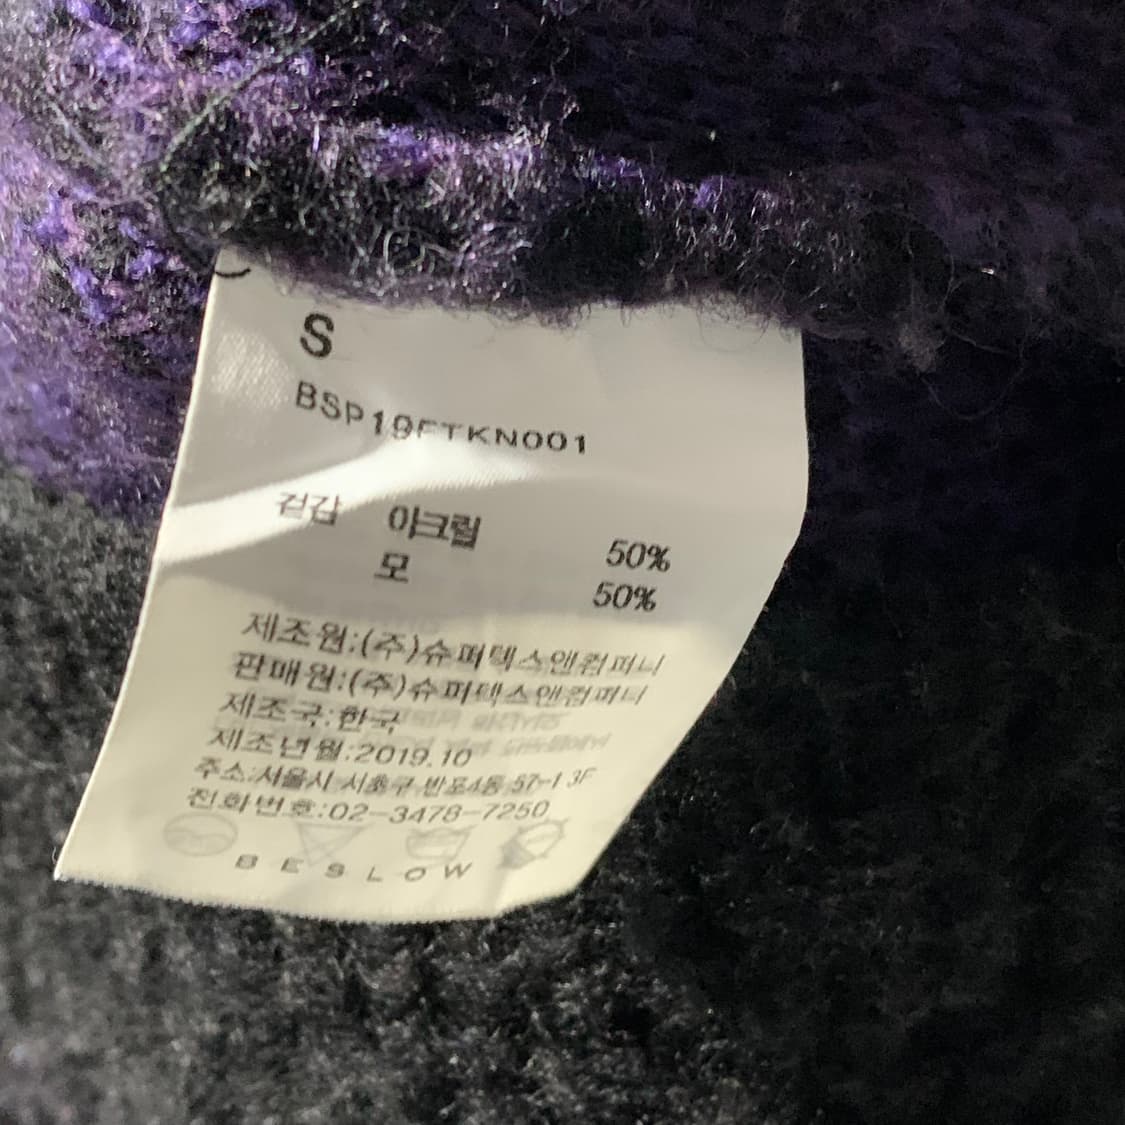 S
BSP19FTKN001
겉감 아크릴 50%
모 50%
제조원:(주)슈퍼텍스앤컴퍼니
판매원:(주)슈퍼텍스앤컴퍼니
제조국:한국
제조년월:2019.10
주소:서울시 서초구 반포4동 57-1 3F
전화번호:02-3478-7250
BESLOW